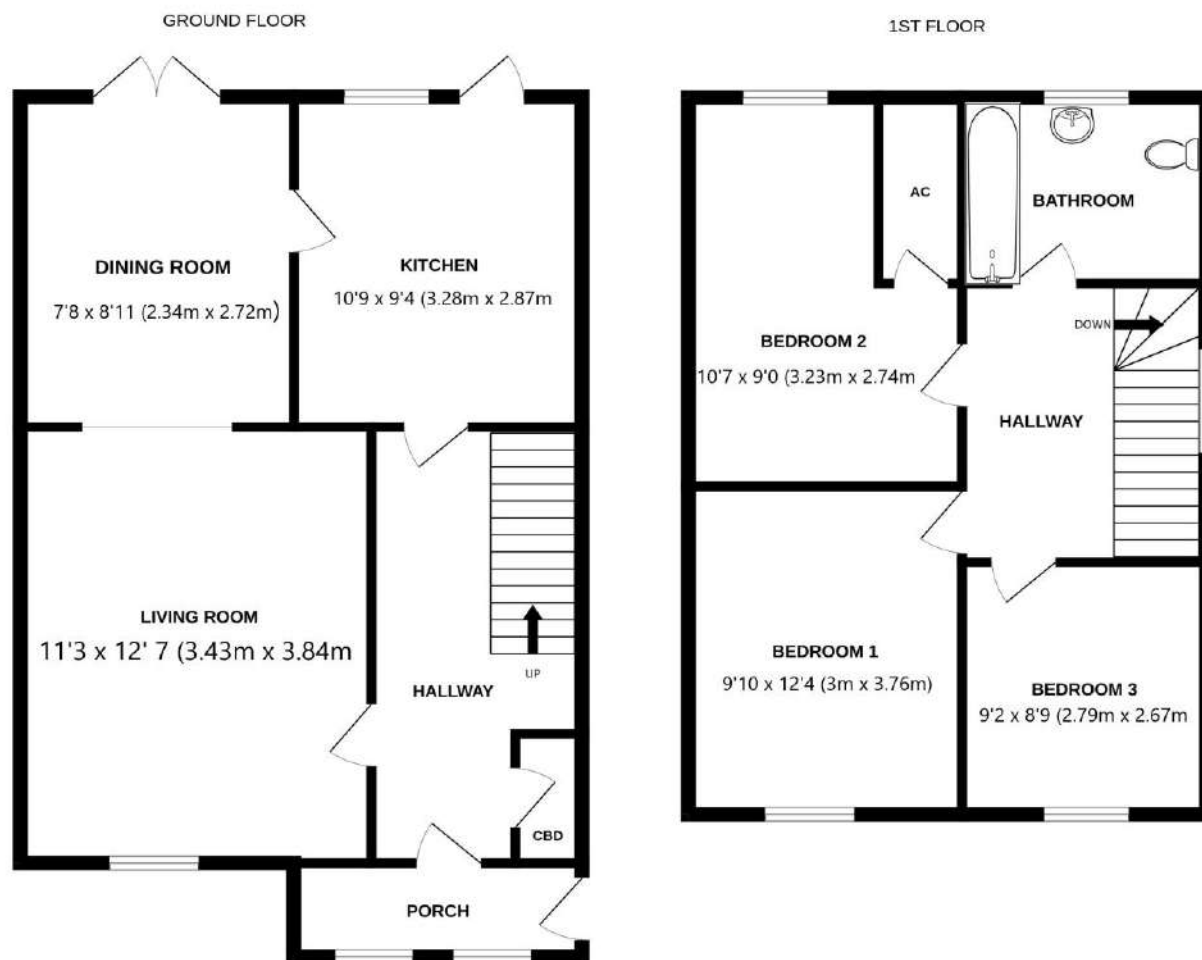 GROUND FLOOR
DINING ROOM
7'8 x 8'11 (2.34m x 2.72m)
KITCHEN
10'9 x 9'4 (3.28m x 2.87m
LIVING ROOM
11'3 x 12' 7 (3.43m x 3.84m
HALLWAY
UP
CBD
PORCH
1ST FLOOR
AC
BATHROOM
BEDROOM 2
10'7 x 9'0 (3.23m x 2.74m
DOWN
HALLWAY
BEDROOM 1
9'10 x 12'4 (3m x 3.76m)
BEDROOM 3
9'2 x 8'9 (2.79m x 2.67m